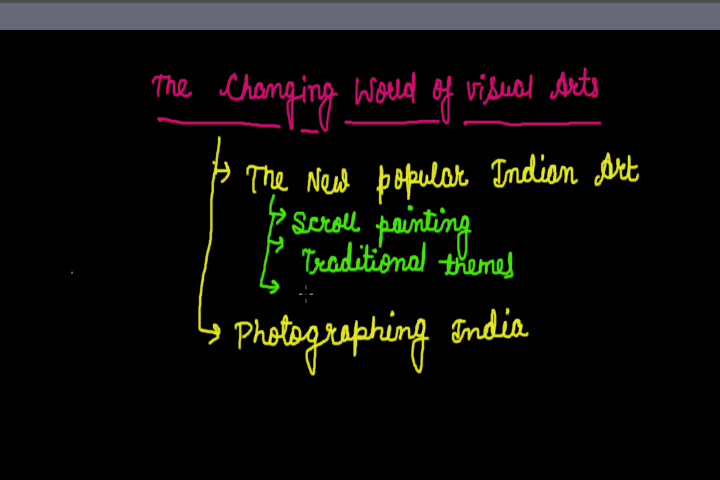 The Changing World of Visual Arts
The New popular Indian Art
Scroll painting
Traditional themes
Photographing India